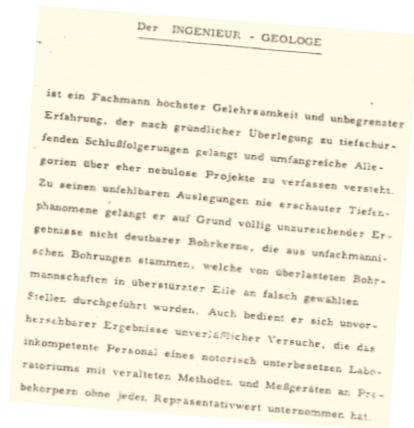 Der INGENIEUR - GEOLOGE
ist ein Fachmann höchster Gelehrsamkeit und unbegrenzter
Erfahrung, der nach gründlicher Überlegung zu tiefschür-
fenden Schlußfolgerungen gelangt und umfangreiche Alle-
gorien über eher nebulose Projekte zu verfassen versteht.
Zu seinen unfehlbaren Auslegungen nie erschauter Tiefen-
phänomene gelangt er auf Grund völlig unzureichender Er-
gebnisse nicht deutbarer Bohrkerne, die aus unfachmänni-
schen Bohrungen stammen, welche von überlasteten Bohr-
mannschaften in überstürzter Eile an falsch gewählten
Stellen durchgeführt wurden. Auch bedient er sich unvor-
herschbarer Ergebnisse unverläßlicher Versuche, die das
inkompetente Personal eines notorisch unterbesetzen Labo-
ratoriums mit veralteten Methoden und Meßgeräten an Pro-
bekörpern ohne jeden Repräsentativwert unternommen hat.